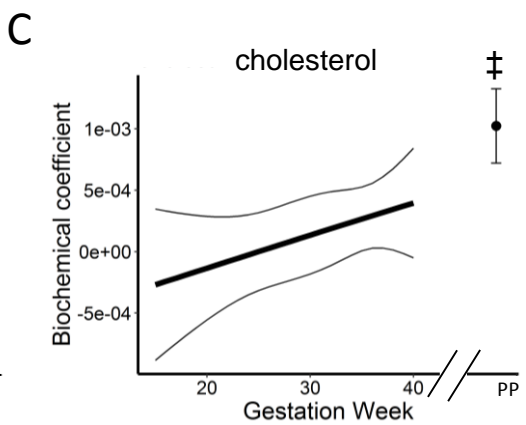 C
cholesterol
‡
Biochemical coefficient
1e-03
5e-04
0e+00
-5e-04
20 30 40 PP
Gestation Week